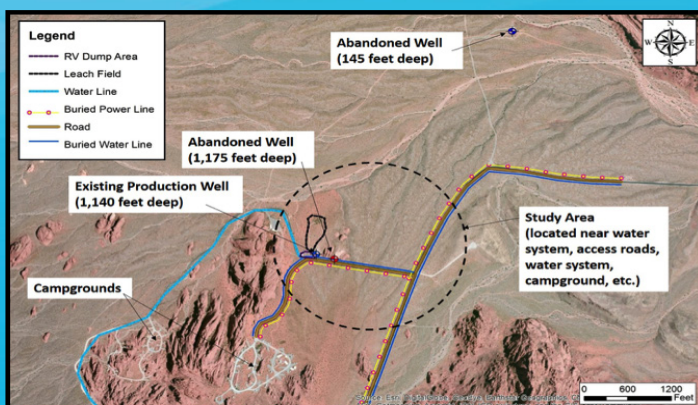 Legend
RV Dump Area
Leach Field
Water Line
Buried Power Line
Road
Buried Water Line
Abandoned Well
(145 feet deep)
N
W E
S
Abandoned Well
(1,175 feet deep)
Existing Production Well
(1,140 feet deep)
Study Area
(located near water
system, access roads,
water system,
campground, etc.)
Campgrounds
Source: Esri,
0 600 1200
Feet